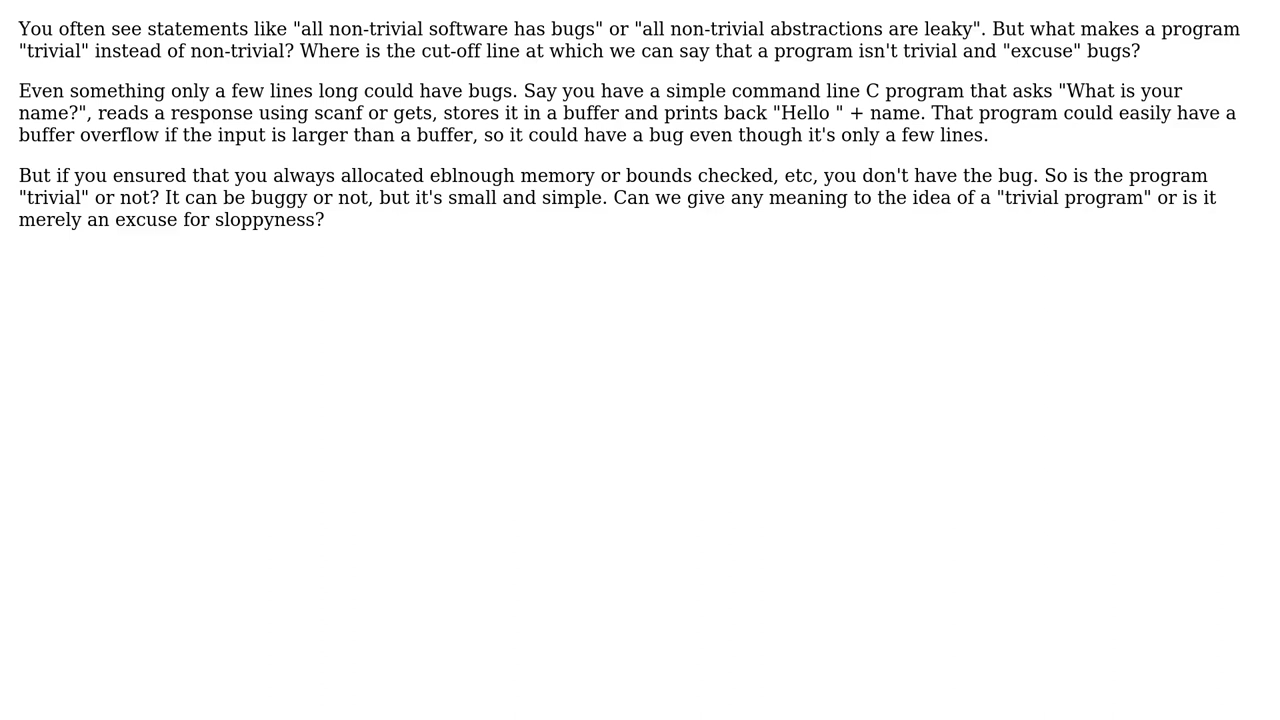 You often see statements like "all non-trivial software has bugs" or "all non-trivial abstractions are leaky". But what makes a program
"trivial" instead of non-trivial? Where is the cut-off line at which we can say that a program isn't trivial and "excuse" bugs?
Even something only a few lines long could have bugs. Say you have a simple command line C program that asks "What is your
name?", reads a response using scanf or gets, stores it in a buffer and prints back "Hello " + name. That program could easily have a
buffer overflow if the input is larger than a buffer, so it could have a bug even though it's only a few lines.
But if you ensured that you always allocated eblnough memory or bounds checked, etc, you don't have the bug. So is the program
"trivial" or not? It can be buggy or not, but it's small and simple. Can we give any meaning to the idea of a "trivial program" or is it
merely an excuse for sloppyness?